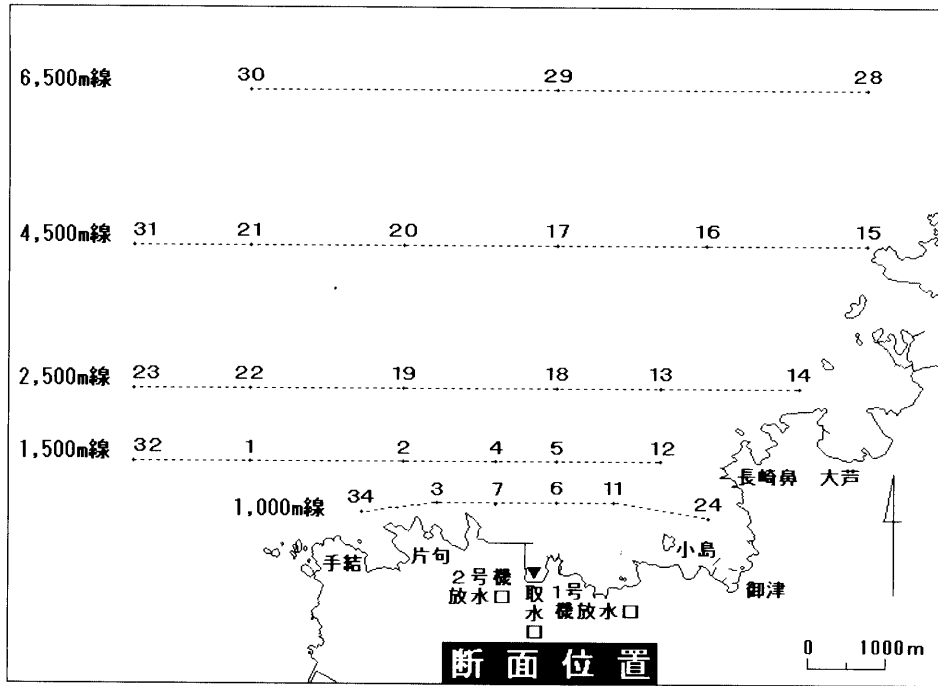 6,500m線 30 29 28
4,500m線 31 21 20 17 16 15
2,500m線 23 22 19 18 13 14
1,500m線 32 1 2 4 5 12
長崎鼻 大芦
1,000m線 34 3 7 6 11 24
手結 片句 小島
御津
2号機
放水口
取水口
1号
機放水口
0 1000m
断面位置